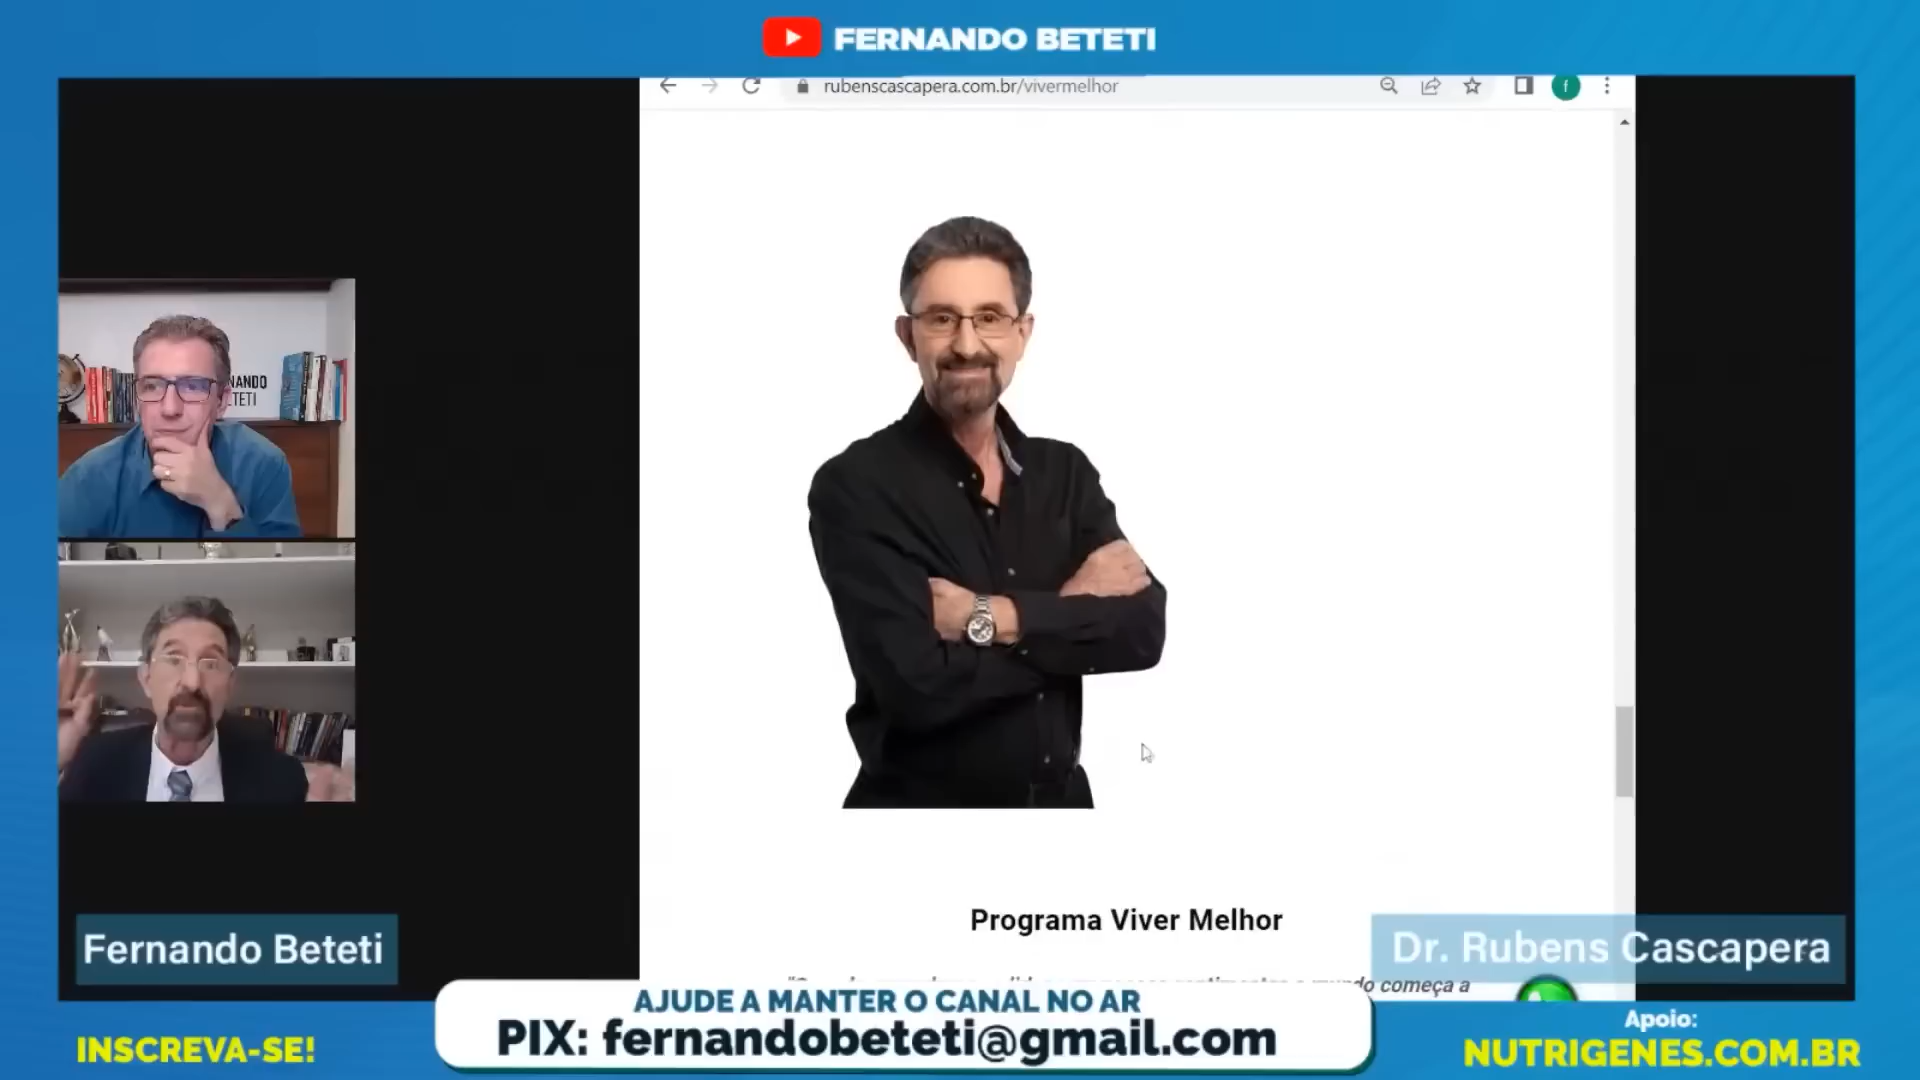 FERNANDO BETETI
rubenscascapera.com.br/vivermelhor
f
NANDO
ETETI
Programa Viver Melhor
começa a
Fernando Beteti
Dr. Rubens Cascapera
AJUDE A MANTER O CANAL NO AR
PIX: fernandobeteti@gmail.com
INSCREVA-SE!
Apoio:
NUTRIGENES.COM.BR